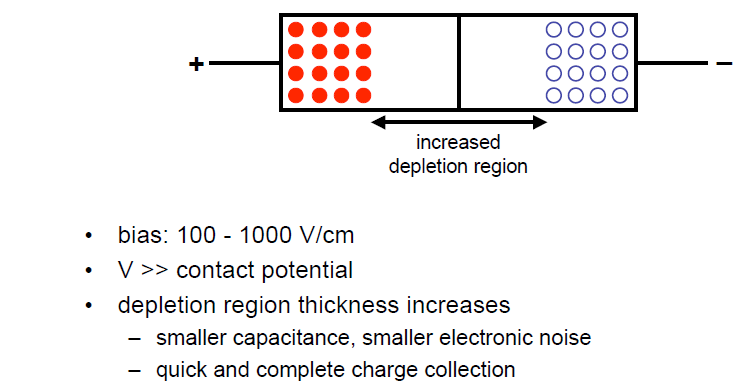 + –
increased
depletion region
• bias: 100 - 1000 V/cm
• V >> contact potential
• depletion region thickness increases
– smaller capacitance, smaller electronic noise
– quick and complete charge collection